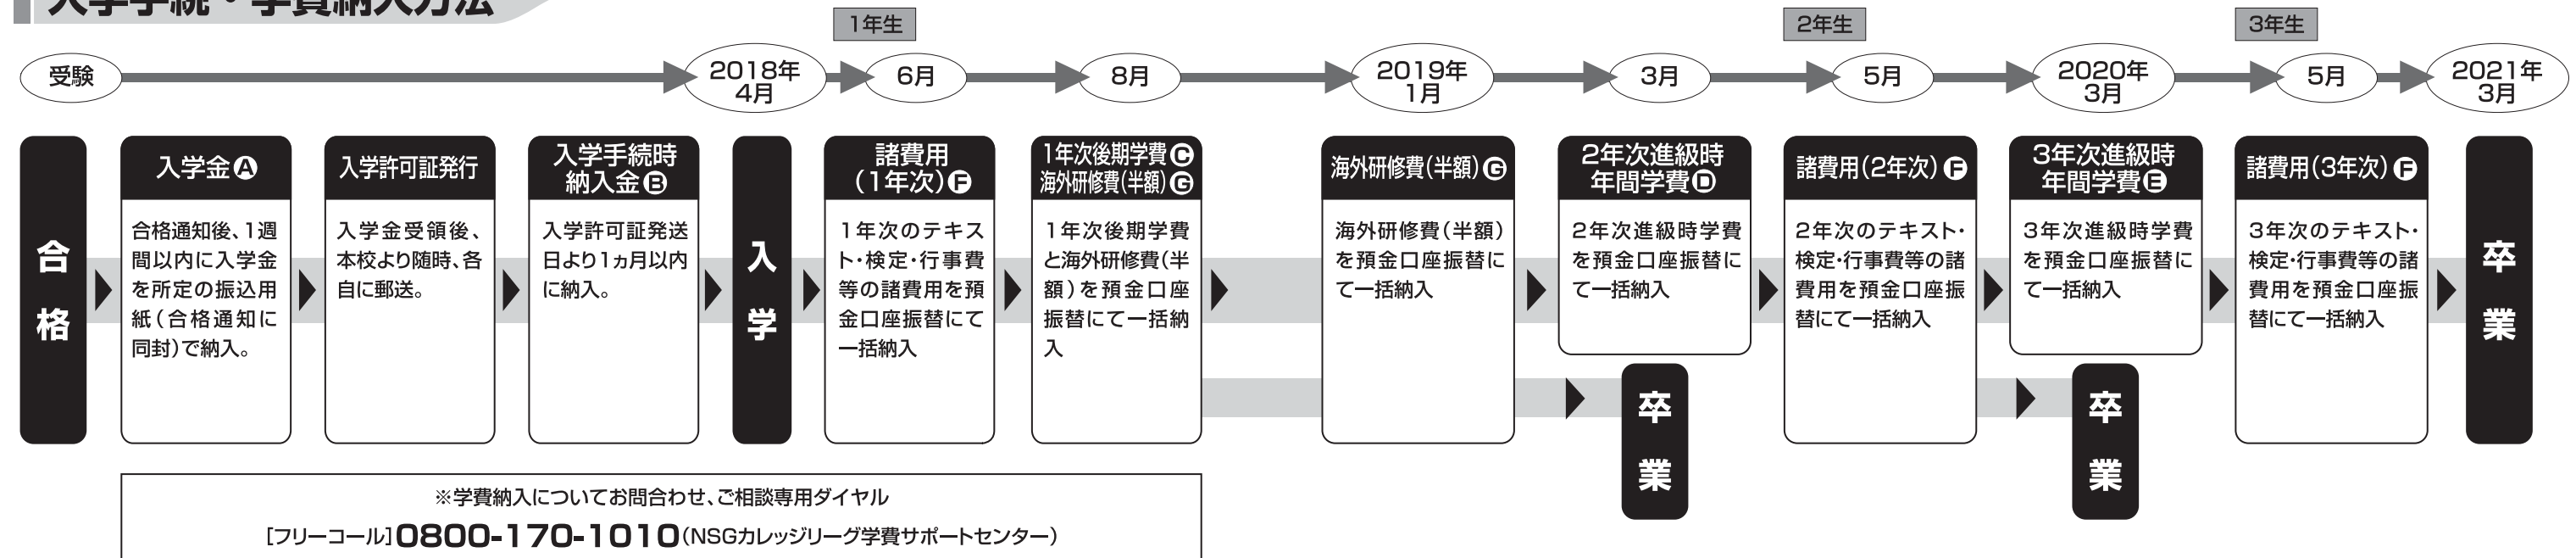 入学手続・学費納入方法
1年生
2年生
3年生
受験
2018年
4月
6月
8月
2019年
1月
3月
5月
2020年
3月
5月
2021年
3月
合格
入学金Ⓐ
合格通知後、1週
間以内に入学金
を所定の振込用
紙(合格通知に
同封)で納入。
入学許可証発行
入学金受領後、
本校より随時、各
自に郵送。
入学手続時
納入金Ⓑ
入学許可証発送
日より1ヵ月以内
に納入。
入学
諸費用
(1年次)Ⓕ
1年次のテキス
ト・検定・行事費
等の諸費用を預
金口座振替にて
一括納入
1年次後期学費Ⓒ
海外研修費(半額)Ⓖ
1年次後期学費
と海外研修費(半
額)を預金口座
振替にて一括納
入
海外研修費(半額)Ⓖ
海外研修費(半額)
を預金口座振替に
て一括納入
2年次進級時
年間学費Ⓓ
2年次進級時学費
を預金口座振替に
て一括納入
卒業
諸費用(2年次)Ⓕ
2年次のテキスト・
検定・行事費等の諸
費用を預金口座振
替にて一括納入
3年次進級時
年間学費Ⓔ
3年次進級時学費
を預金口座振替に
て一括納入
卒業
諸費用(3年次)Ⓕ
3年次のテキスト・
検定・行事費等の諸
費用を預金口座振
替にて一括納入
卒業
※学費納入についてお問合わせ、ご相談専用ダイヤル
[フリーコール]0800-170-1010(NSGカレッジリーグ学費サポートセンター)